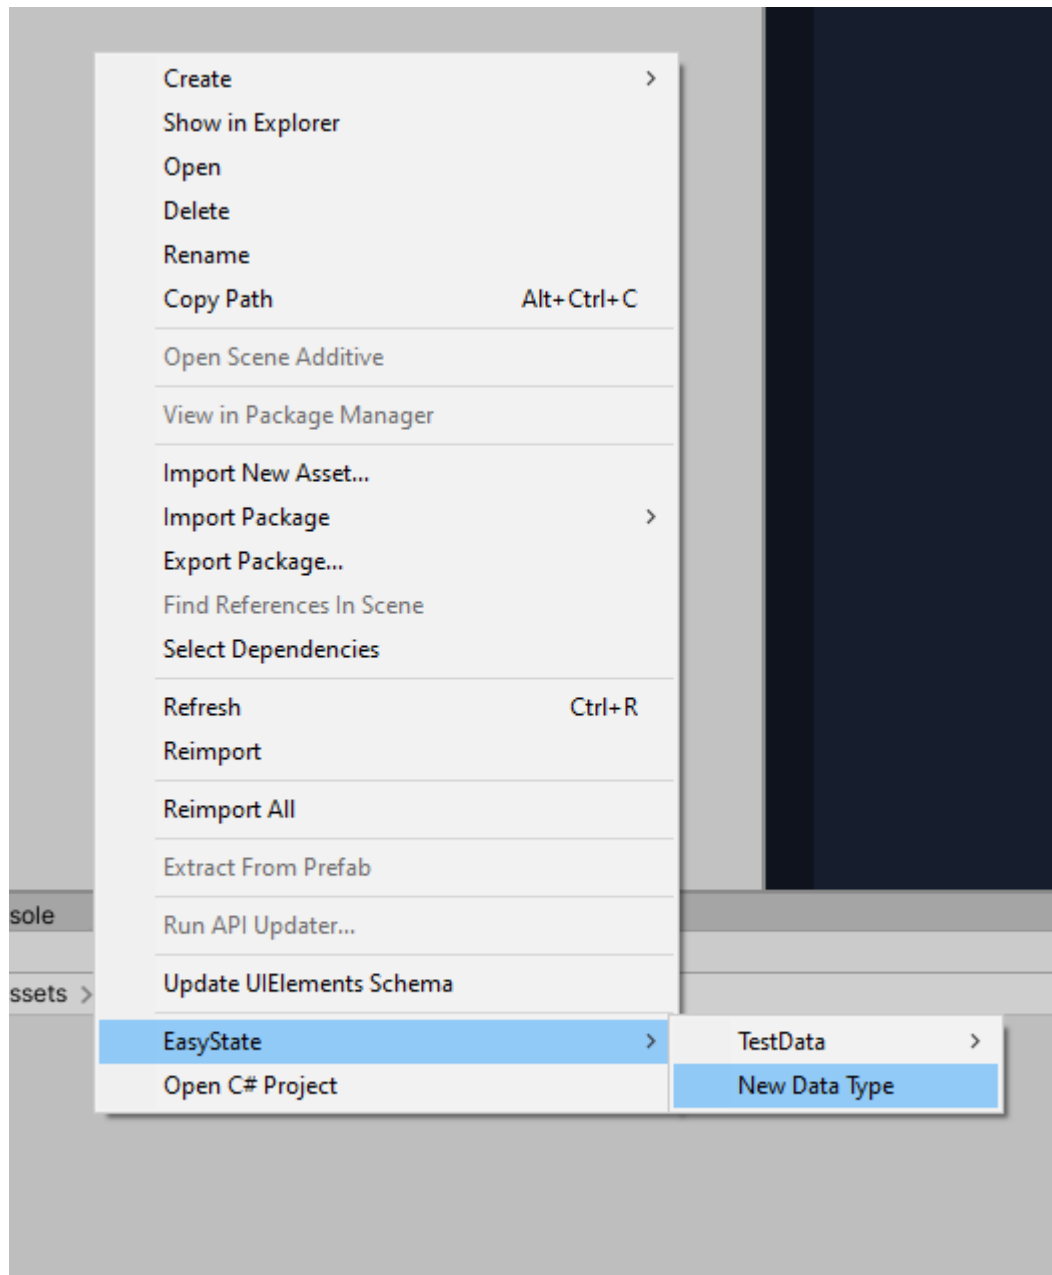 Create
Show in Explorer
Open
Delete
Rename
Copy Path Alt+Ctrl+C
Open Scene Additive
View in Package Manager
Import New Asset...
Import Package
Export Package...
Find References In Scene
Select Dependencies
Refresh Ctrl+R
Reimport
Reimport All
Extract From Prefab
sole
Run API Updater...
Update UIElements Schema
ssets >
EasyState
TestData
New Data Type
Open C# Project